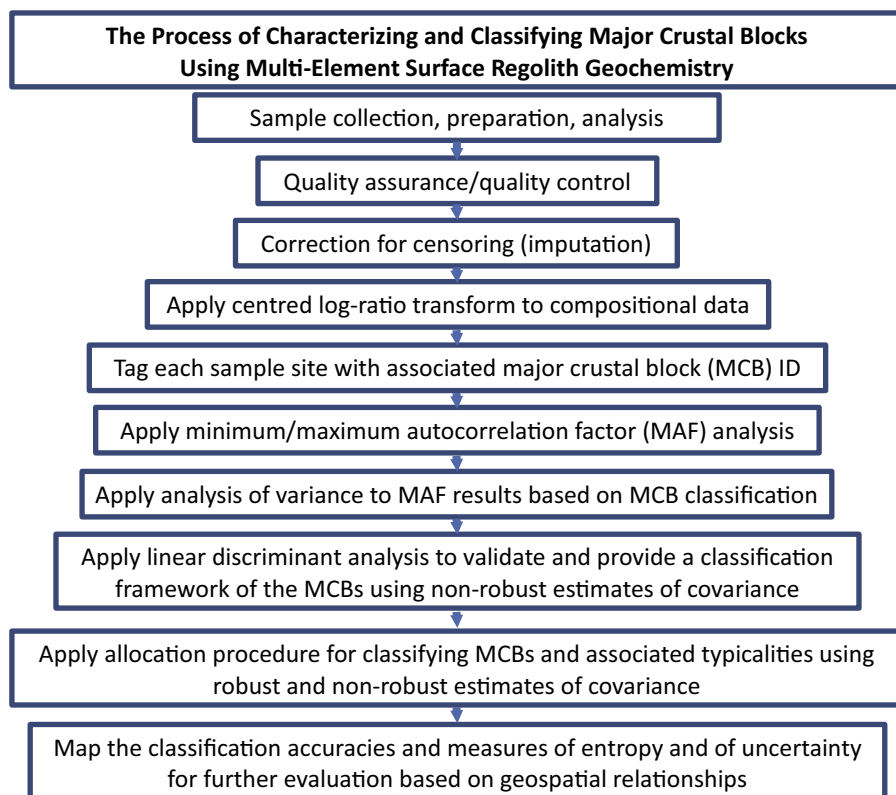 The Process of Characterizing and Classifying Major Crustal Blocks
Using Multi-Element Surface Regolith Geochemistry
Sample collection, preparation, analysis
Quality assurance/quality control
Correction for censoring (imputation)
Apply centred log-ratio transform to compositional data
Tag each sample site with associated major crustal block (MCB) ID
Apply minimum/maximum autocorrelation factor (MAF) analysis
Apply analysis of variance to MAF results based on MCB classification
Apply linear discriminant analysis to validate and provide a classification
framework of the MCBs using non-robust estimates of covariance
Apply allocation procedure for classifying MCBs and associated typicalities using
robust and non-robust estimates of covariance
Map the classification accuracies and measures of entropy and of uncertainty
for further evaluation based on geospatial relationships